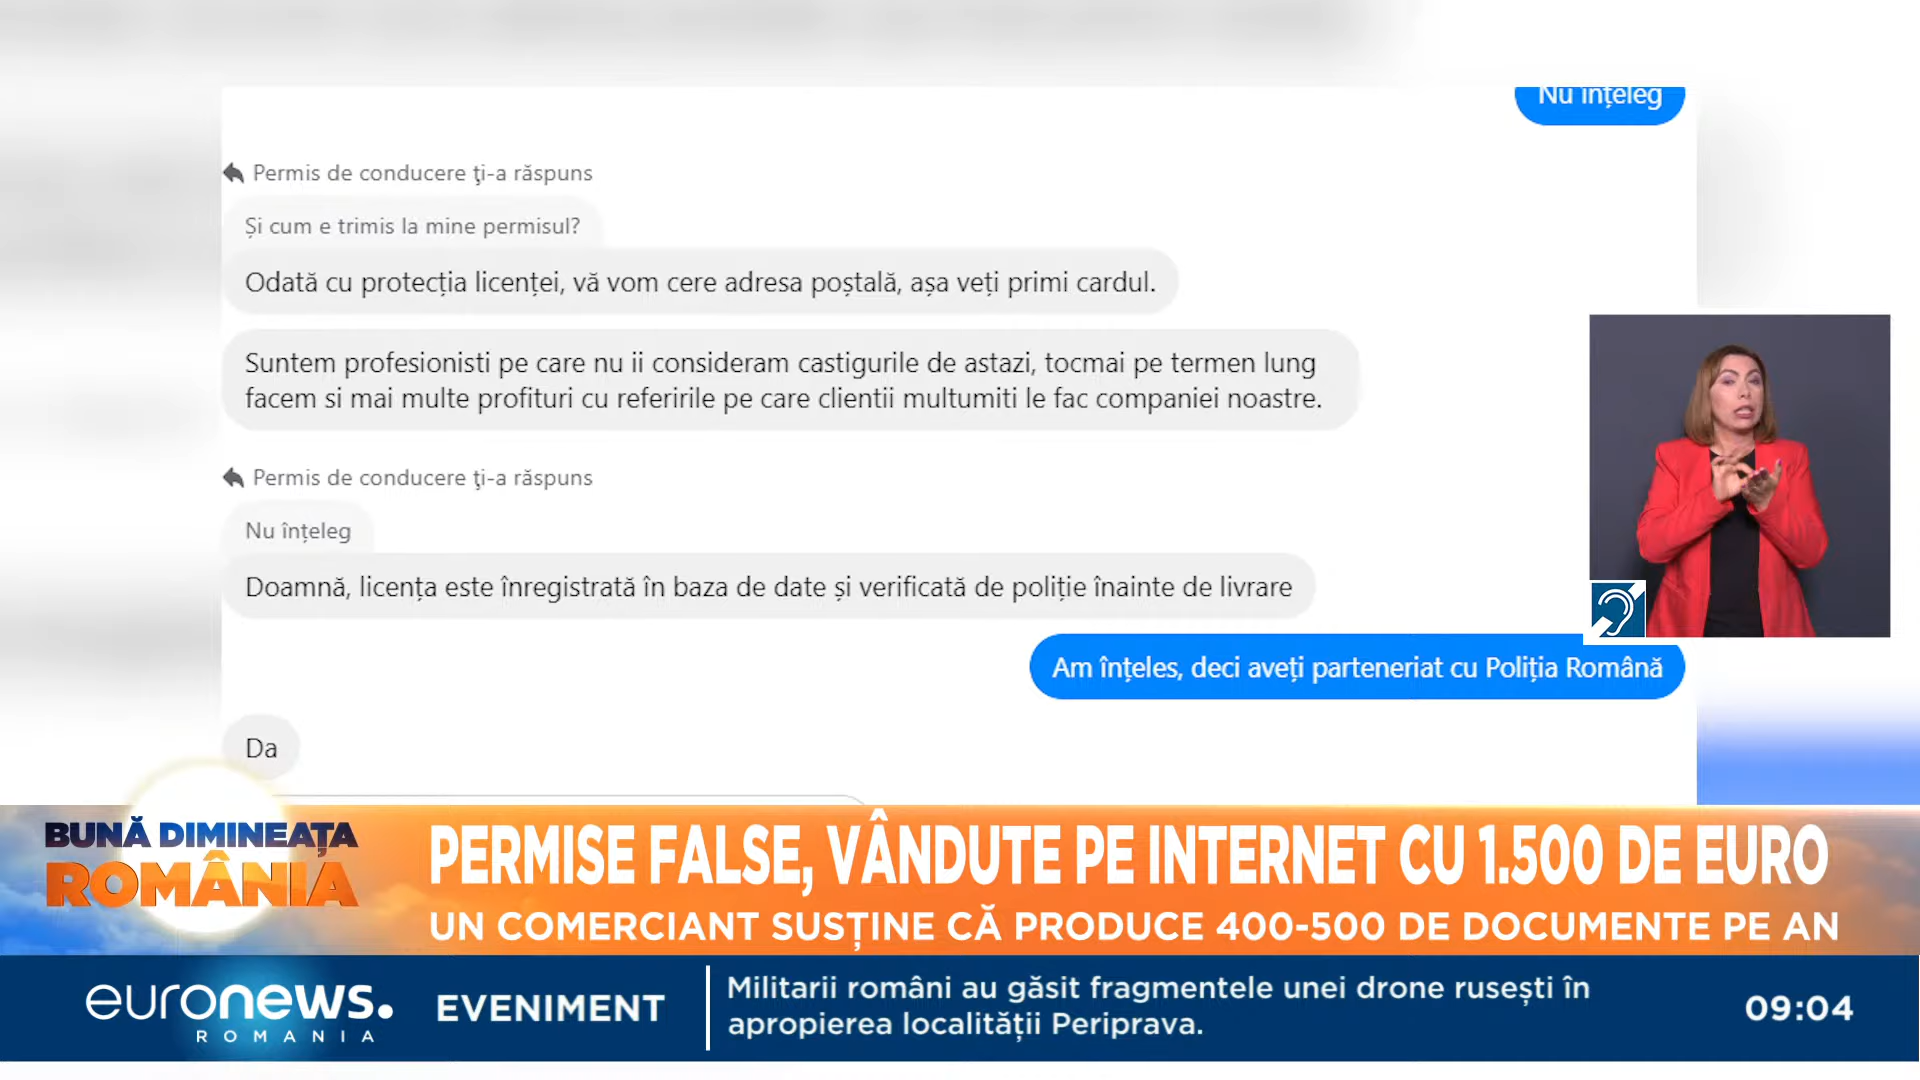 Nu înțeleg
Permis de conducere ţi-a răspuns
Și cum e trimis la mine permisul?
Odată cu protecția licenței, vă vom cere adresa poștală, așa veți primi cardul.
Suntem profesionisti pe care nu ii consideram castigurile de astazi, tocmai pe termen lung
facem si mai multe profituri cu referirile pe care clientii multumiti le fac companiei noastre.
Permis de conducere ţi-a răspuns
Nu înțeleg
Doamnă, licența este înregistrată în baza de date și verificată de poliție înainte de livrare
Am înțeles, deci aveți parteneriat cu Poliția Română
Da
BUNĂ DIMINEAȚA
ROMÂNIA
PERMISE FALSE, VÂNDUTE PE INTERNET CU 1.500 DE EURO
UN COMERCIANT SUSȚINE CĂ PRODUCE 400-500 DE DOCUMENTE PE AN
euronews.
ROMANIA
EVENIMENT
Militarii români au găsit fragmentele unei drone rusești în
apropierea localității Periprava.
09:04